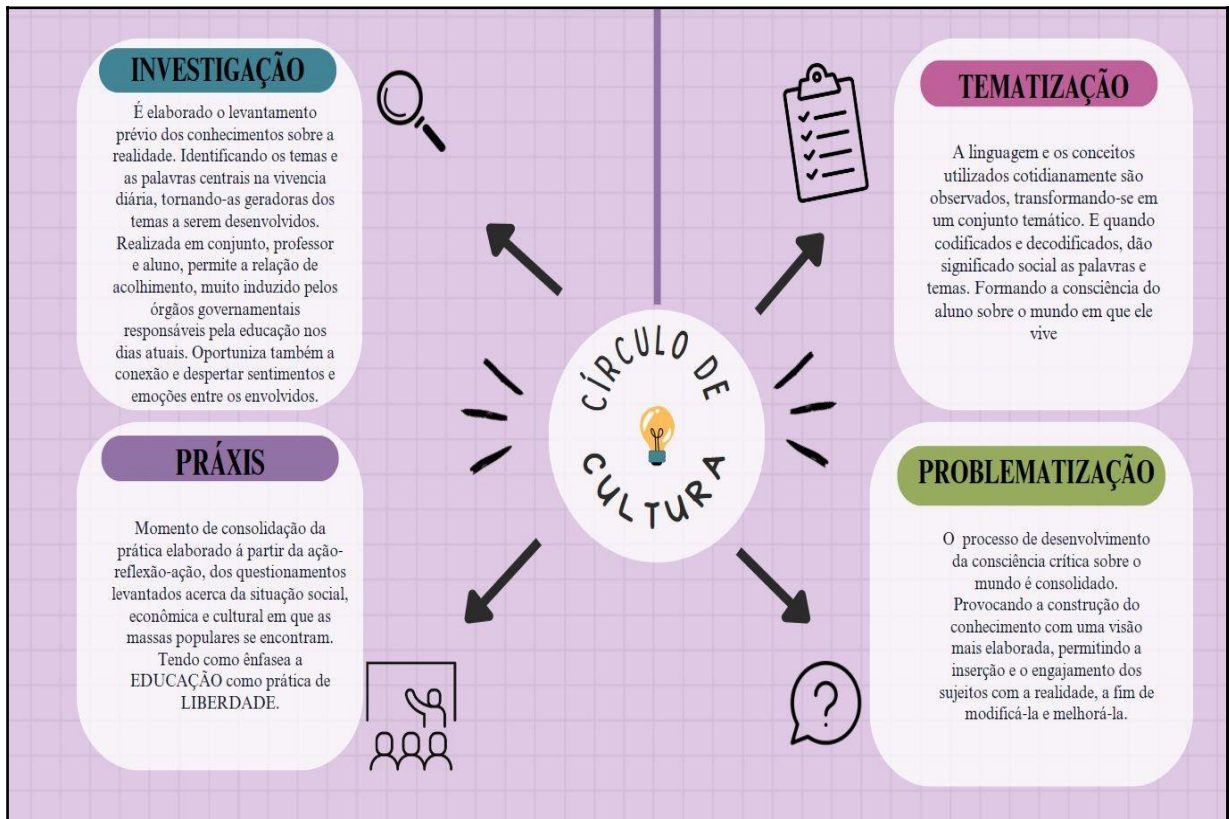 INVESTIGAÇÃO
É elaborado o levantamento
prévio dos conhecimentos sobre a
realidade. Identificando os temas e
as palavras centrais na vivencia
diária, tornando-as geradoras dos
temas a serem desenvolvidos.
Realizada em conjunto, professor
e aluno, permite a relação de
acolhimento, muito induzido pelos
órgãos governamentais
responsáveis pela educação nos
dias atuais. Oportuniza também a
conexão e despertar sentimentos e
emoções entre os envolvidos.
TEMATIZAÇÃO
A linguagem e os conceitos
utilizados cotidianamente são
observados, transformando-se em
um conjunto temático. E quando
codificados e decodificados, dão
significado social as palavras e
temas. Formando a consciência do
aluno sobre o mundo em que ele
vive
CÍRCULO DE
CULTURA
PRÁXIS
Momento de consolidação da
prática elaborado á partir da ação-
reflexão-ação, dos questionamentos
levantados acerca da situação social,
econômica e cultural em que as
massas populares se encontram.
Tendo como ênfasea a
EDUCAÇÃO como prática de
LIBERDADE.
PROBLEMATIZAÇÃO
O processo de desenvolvimento
da consciência crítica sobre o
mundo é consolidado.
Provocando a construção do
conhecimento com uma visão
mais elaborada, permitindo a
inserção e o engajamento dos
sujeitos com a realidade, a fim de
modificá-la e melhorá-la.
?